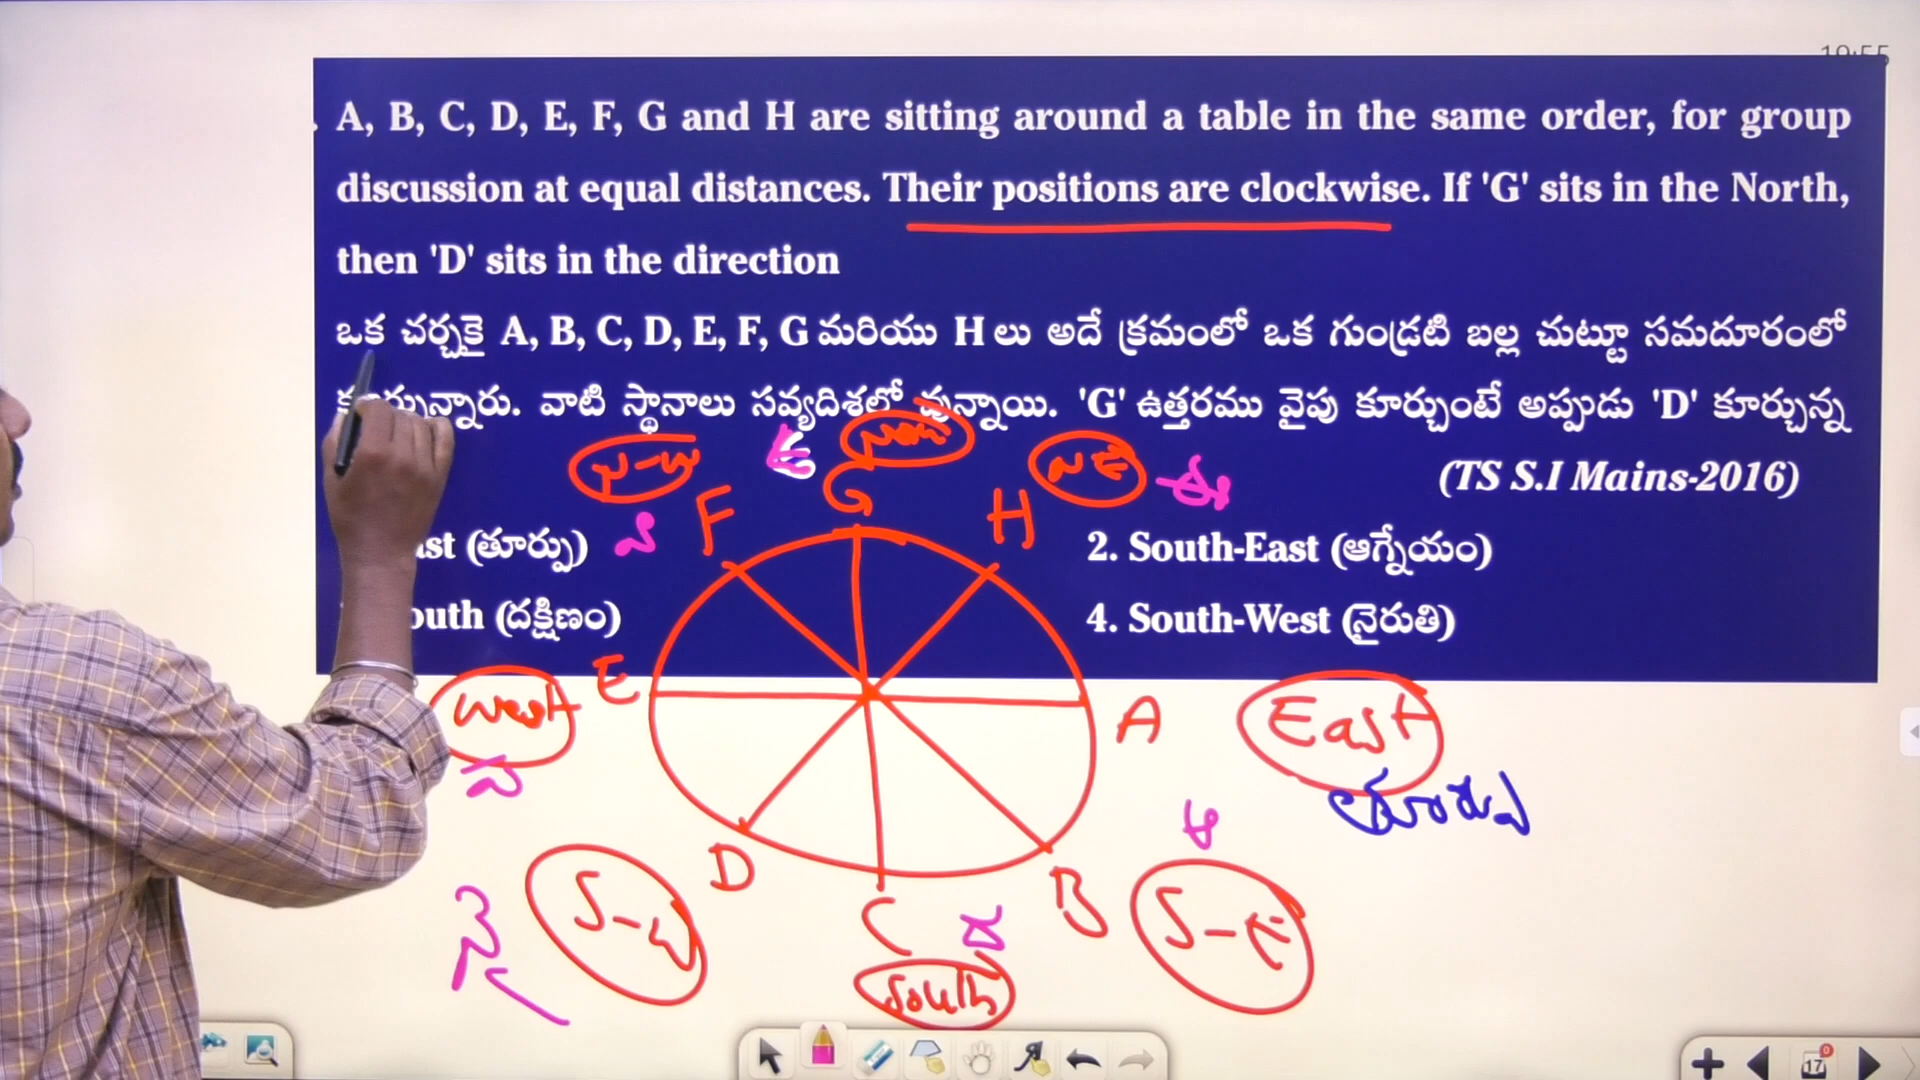 A, B, C, D, E, F, G and H are sitting around a table in the same order, for group
discussion at equal distances. Their positions are clockwise. If 'G' sits in the North,
then 'D' sits in the direction
ఒక చర్చకై A, B, C, D, E, F, G మరియు H లు అదే క్రమంలో ఒక గుండ్రటి బల్ల చుట్టూ సమదూరంలో
వాటి స్థానాలు సవ్యదిశలో వున్నాయి. 'G' ఉత్తరము వైపు కూర్చుంటే అప్పుడు 'D' కూర్చున్న
(TS S.I Mains-2016)
ఉ G ఈ
వా F H
(తూర్పు) 2. South-East (ఆగ్నేయం)
(దక్షిణం) 4. South-West (నైరుతి)
West E A East
ప తూర్పు
ఆ
D B
S-W S-E
నై C ద
South
17